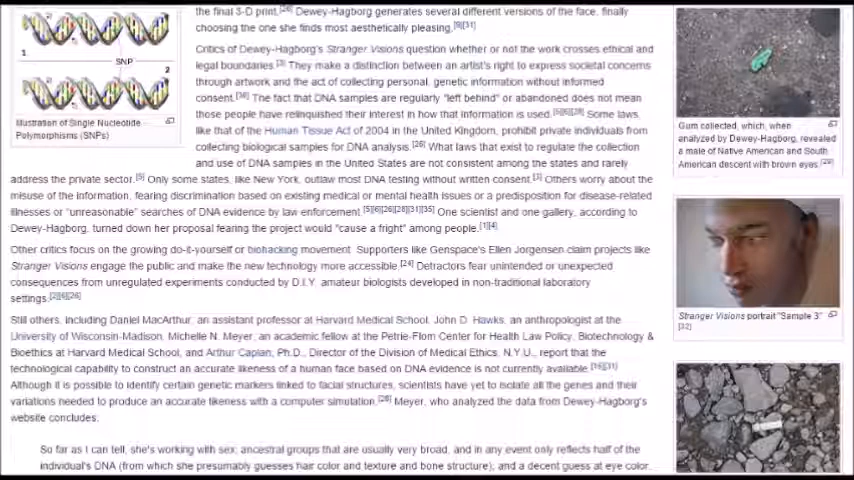 the final 3-D print.[26] Dewey-Hagborg generates several different versions of the face, finally
choosing the one she finds most aesthetically pleasing.[9][31]
Critics of Dewey-Hagborg's Stranger Visions question whether or not the work crosses ethical and
legal boundaries.[3] They make a distinction between an artist's right to express societal concerns
through artwork and the act of collecting personal, genetic information without informed
consent.[36] The fact that DNA samples are regularly "left behind" or abandoned does not mean
those people have relinquished their interest in how that information is used.[5][6][28] Some laws,
like that of the Human Tissue Act of 2004 in the United Kingdom, prohibit private individuals from
collecting biological samples for DNA analysis.[26] What laws that exist to regulate the collection
and use of DNA samples in the United States are not consistent among the states and rarely
address the private sector.[5] Only some states, like New York, outlaw most DNA testing without written consent.[3] Others worry about the
misuse of the information, fearing discrimination based on existing medical or mental health issues or a predisposition for disease-related
illnesses or "unreasonable" searches of DNA evidence by law enforcement.[5][6][26][28][31][35] One scientist and one gallery, according to
Dewey-Hagborg, turned down her proposal fearing the project would "cause a fright" among people.[1][4]
Other critics focus on the growing do-it-yourself or biohacking movement. Supporters like Genspace's Ellen Jorgensen claim projects like
Stranger Visions engage the public and make the new technology more accessible.[24] Detractors fear unintended or unexpected
consequences from unregulated experiments conducted by D.I.Y. amateur biologists developed in non-traditional laboratory
settings.[2][6][26]
Still others, including Daniel MacArthur, an assistant professor at Harvard Medical School, John D. Hawks, an anthropologist at the
University of Wisconsin-Madison, Michelle N. Meyer, an academic fellow at the Petrie-Flom Center for Health Law Policy, Biotechnology &
Bioethics at Harvard Medical School, and Arthur Caplan, Ph.D., Director of the Division of Medical Ethics, N.Y.U., report that the
technological capability to construct an accurate likeness of a human face based on DNA evidence is not currently available.[16][31]
Although it is possible to identify certain genetic markers linked to facial structures, scientists have yet to isolate all the genes and their
variations needed to produce an accurate likeness with a computer simulation.[26] Meyer, who analyzed the data from Dewey-Hagborg's
website concludes:
So far as I can tell, she's working with sex; ancestral groups that are usually very broad, and in any event only reflects half of the
individual's DNA (from which she presumably guesses hair color and texture and bone structure); and a decent guess at eye color.
1
SNP
2
Illustration of Single Nucleotide
Polymorphisms (SNPs)
Gum collected, which, when
analyzed by Dewey-Hagborg, revealed
a male of Native American and South
American descent with brown eyes.[29]
Stranger Visions portrait "Sample 3"
[32]